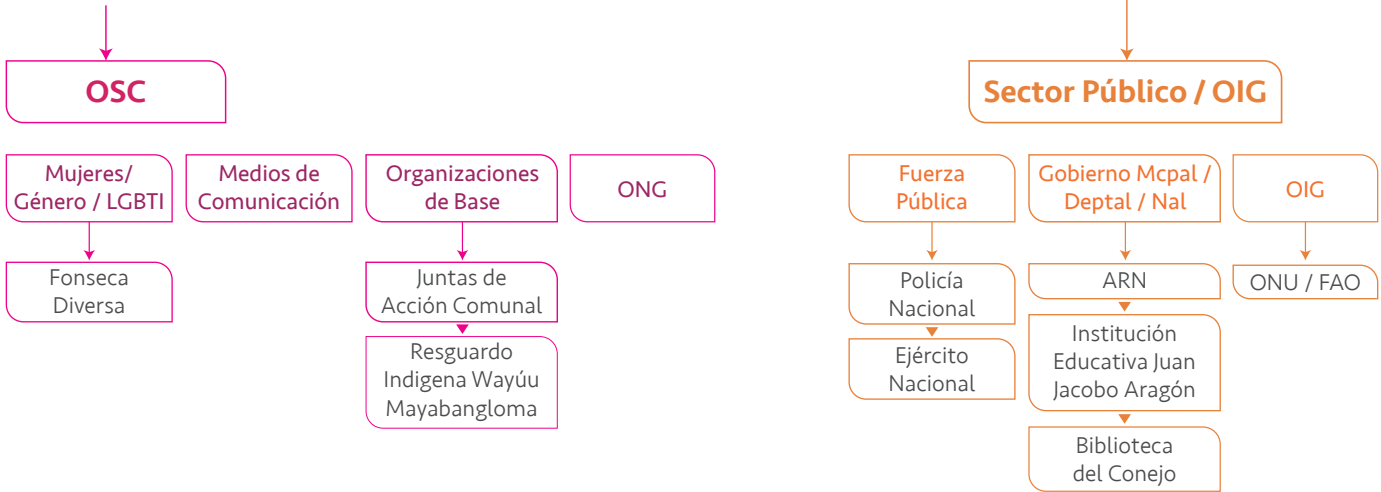 OSC
Mujeres/
Género / LGBTI
Medios de
Comunicación
Organizaciones
de Base
ONG
Fonseca
Diversa
Juntas de
Acción Comunal
Resguardo
Indigena Wayúu
Mayabangloma
Sector Público / OIG
Fuerza
Pública
Gobierno Mcpal /
Deptal / Nal
OIG
Policía
Nacional
Ejército
Nacional
ARN
Institución
Educativa Juan
Jacobo Aragón
Biblioteca
del Conejo
ONU / FAO